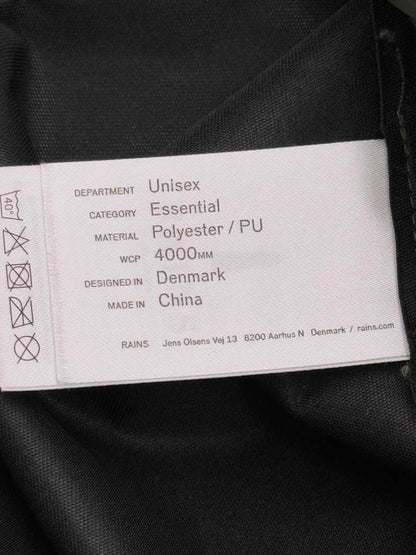 DEPARTMENT Unisex
CATEGORY Essential
MATERIAL Polyester / PU
WCP 4000MM
DESIGNED IN Denmark
MADE IN China
RAINS Jens Olsens Vej 13 8200 Aarhus N Denmark / rains.com
40°